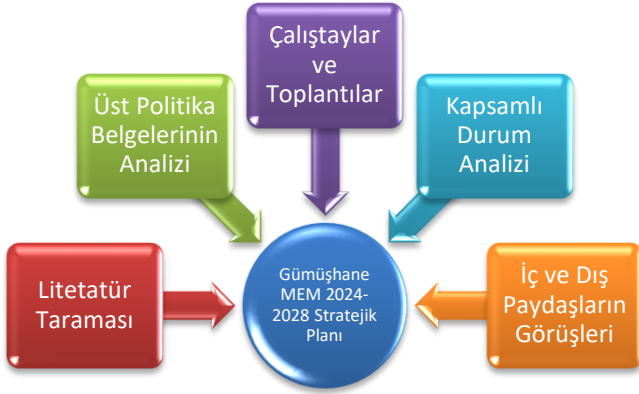 Çalıştaylar
ve
Toplantılar
Üst Politika
Belgelerinin
Analizi
Kapsamlı
Durum
Analizi
Litetatür
Taraması
Gümüşhane
MEM 2024-
2028 Stratejik
Planı
İç ve Dış
Paydaşların
Görüşleri